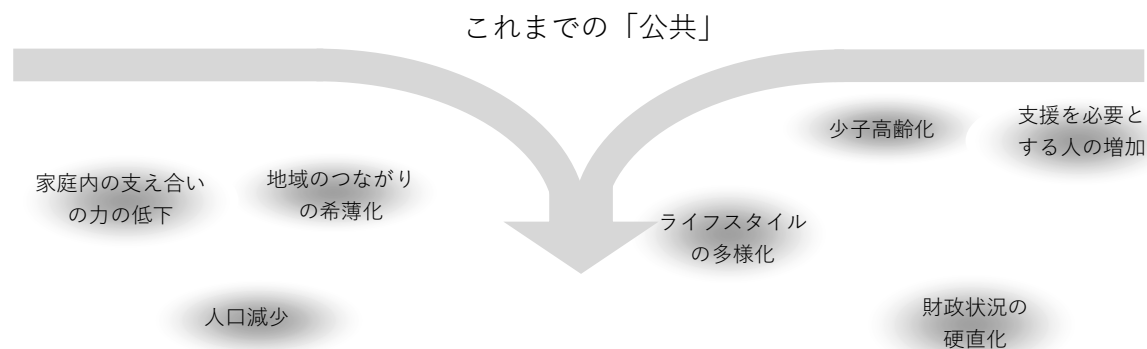 これまでの「公共」
少子高齢化
支援を必要と
する人の増加
家庭内の支え合い
の力の低下
地域のつながり
の希薄化
ライフスタイル
の多様化
人口減少
財政状況の
硬直化